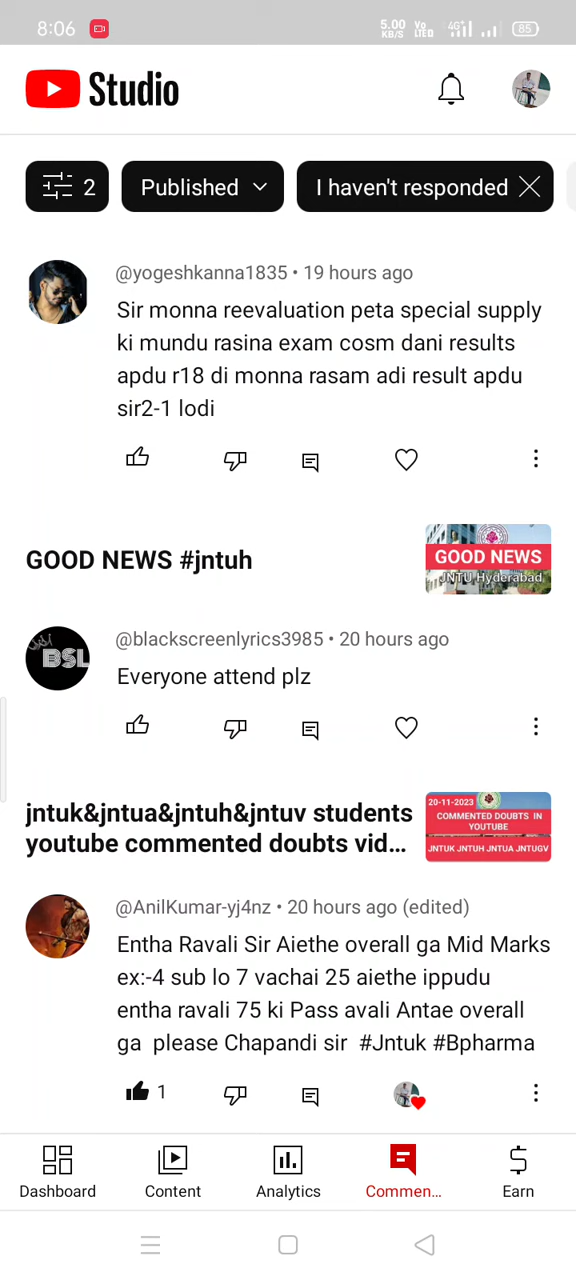 8:06
5.00 KB/S
Vo LTED
4G+
85
Studio
2
Published
I haven't responded
@yogeshkanna1835 • 19 hours ago
Sir monna reevaluation peta special supply
ki mundu rasina exam cosm dani results
apdu r18 di monna rasam adi result apdu
sir2-1 lodi
GOOD NEWS #jntuh
GOOD NEWS
JNTU Hyderabad
BSL
@blackscreenlyrics3985 • 20 hours ago
Everyone attend plz
jntuk&jntua&jntuh&jntuv students
youtube commented doubts vid...
20-11-2023
COMMENTED DOUBTS IN
YOUTUBE
JNTUK JNTUH JNTUA JNTUGV
@AnilKumar-yj4nz • 20 hours ago (edited)
Entha Ravali Sir Aiethe overall ga Mid Marks
ex:-4 sub lo 7 vachai 25 aiethe ippudu
entha ravali 75 ki Pass avali Antae overall
ga  please Chapandi sir  #Jntuk #Bpharma
1
Dashboard
Content
Analytics
Commen...
Earn